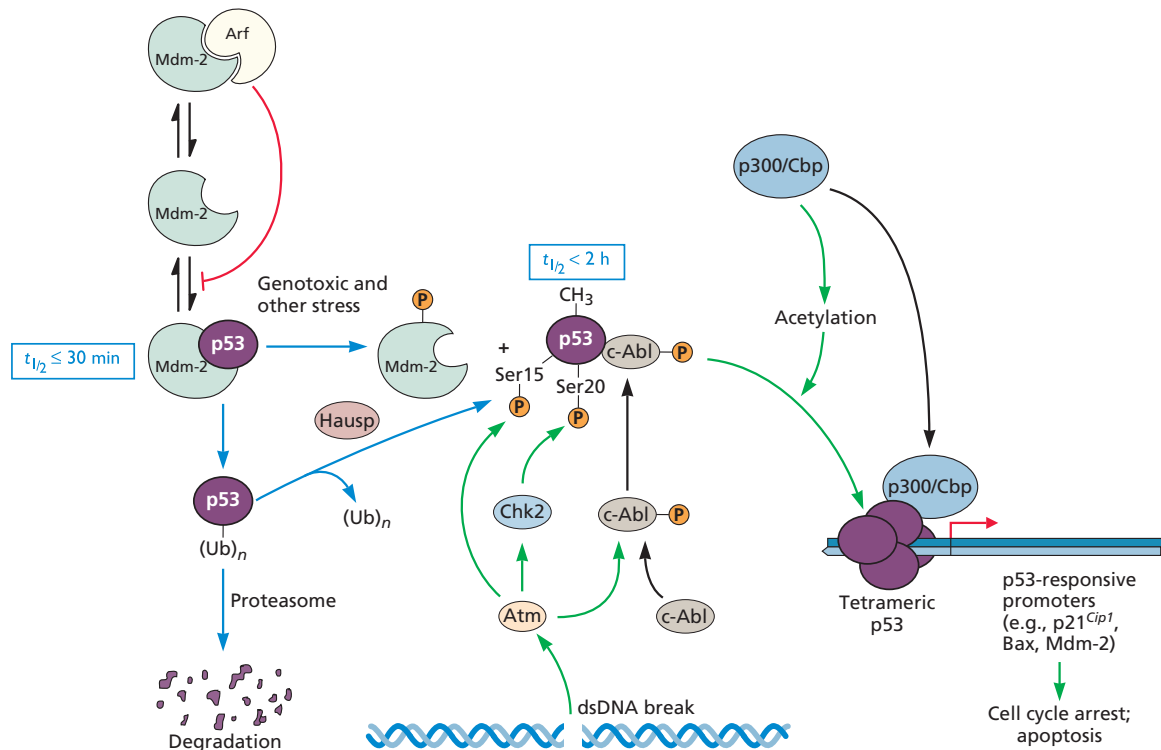 Arf
Mdm-2
Mdm-2
Genotoxic and
other stress
p53
Mdm-2
t1/2 ≤ 30 min
P
Mdm-2
Hausp
p53
(Ub)n
(Ub)n
Proteasome
Degradation
t1/2 < 2 h
CH3
p53
c-Abl
P
+
Ser15
P
Ser20
P
Chk2
c-Abl
P
Atm
c-Abl
dsDNA break
p300/Cbp
Acetylation
p300/Cbp
Tetrameric
p53
p53-responsive
promoters
(e.g., p21Cip1,
Bax, Mdm-2)
Cell cycle arrest;
apoptosis